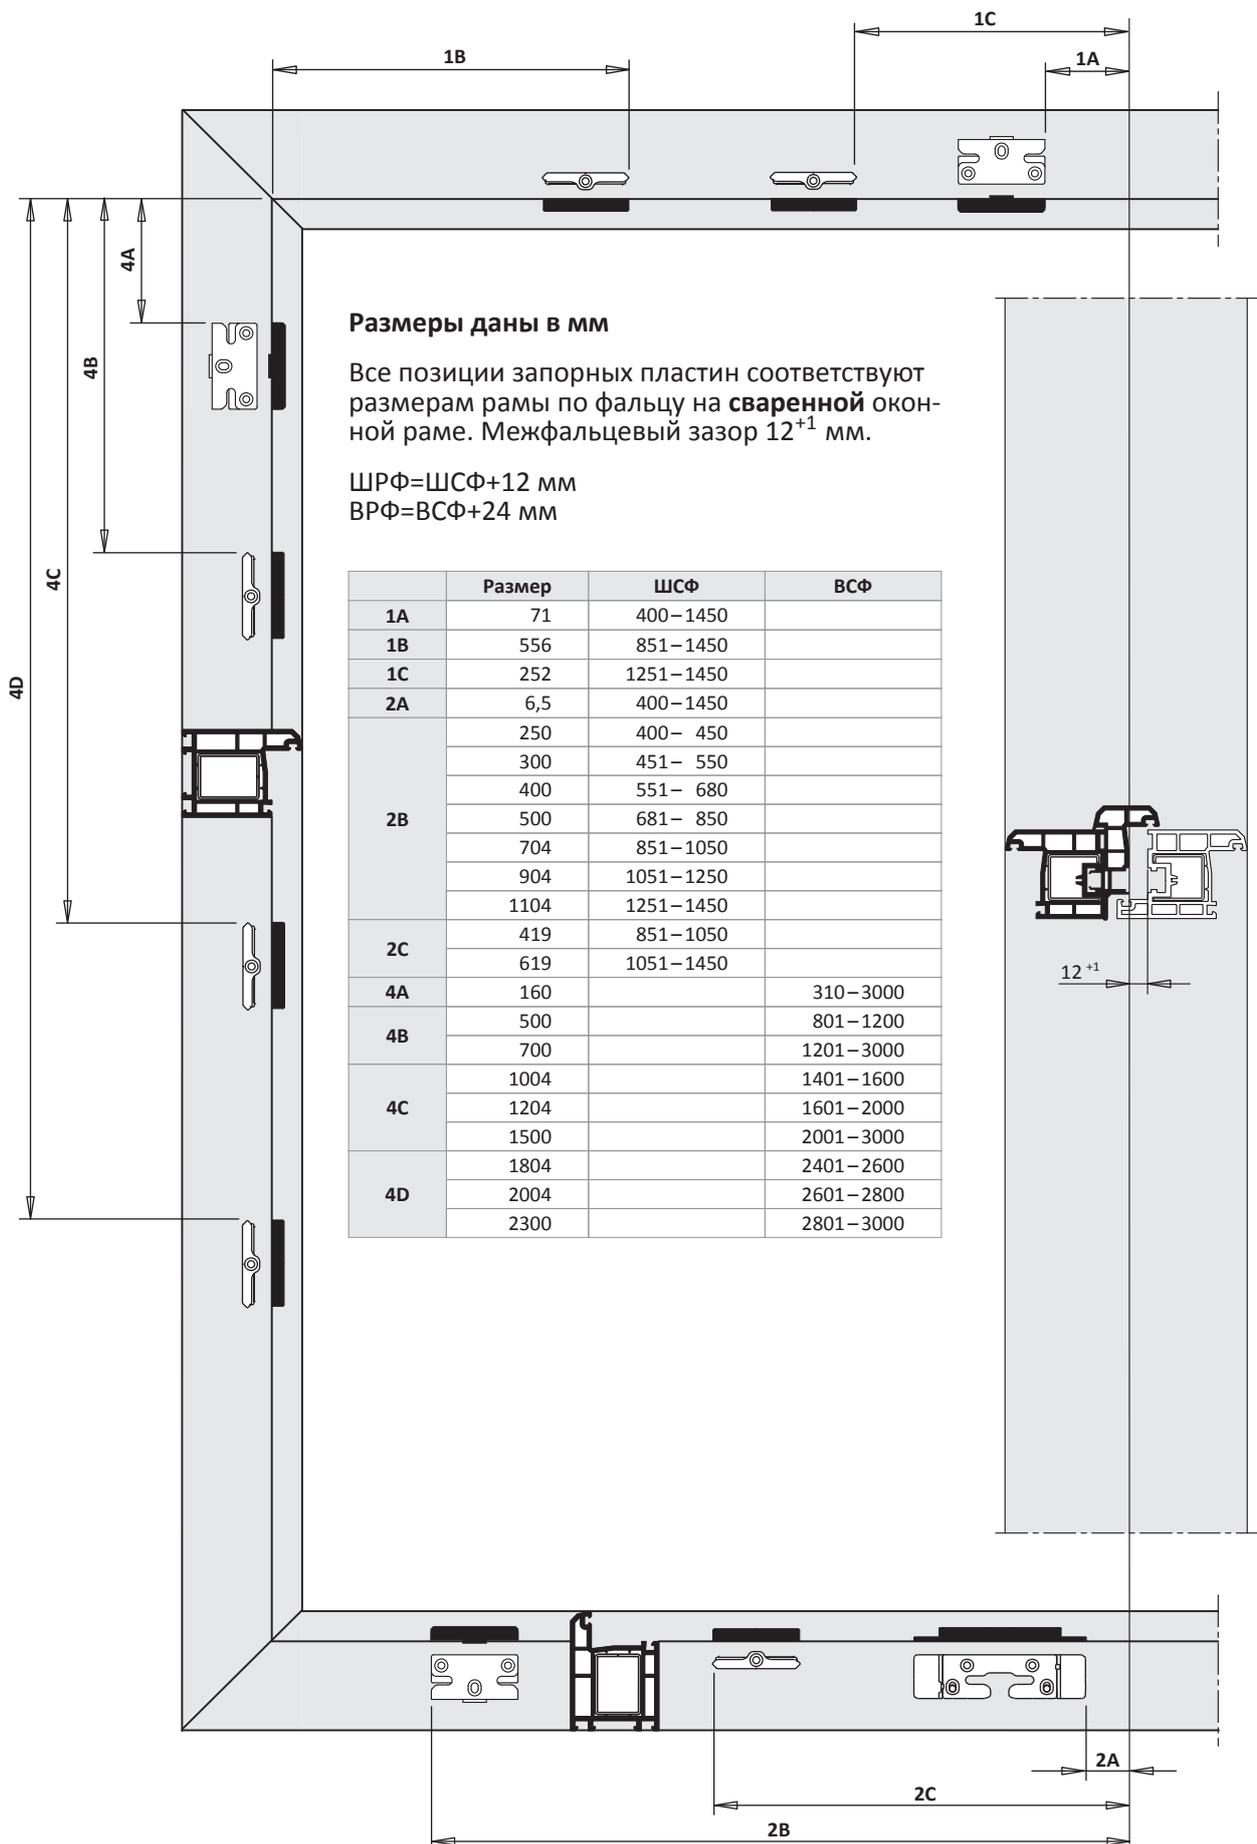 1C
1B
1A
4A
4B
4C
4D
Размеры даны в мм
Все позиции запорных пластин соответствуют
размерам рамы по фальцу на сваренной окон-
ной раме. Межфальцевый зазор 12+1 мм.
ШРФ=ШСФ+12 мм
ВРФ=ВСФ+24 мм
Размер ШСФ ВСФ
1A 71 400–1450
1B 556 851–1450
1C 252 1251–1450
2A 6,5 400–1450
2B 250 400– 450
300 451– 550
400 551– 680
500 681– 850
704 851–1050
904 1051–1250
1104 1251–1450
2C 419 851–1050
619 1051–1450
4A 160 310–3000
4B 500 801–1200
700 1201–3000
4C 1004 1401–1600
1204 1601–2000
1500 2001–3000
4D 1804 2401–2600
2004 2601–2800
2300 2801–3000
12 +1
2A
2C
2B